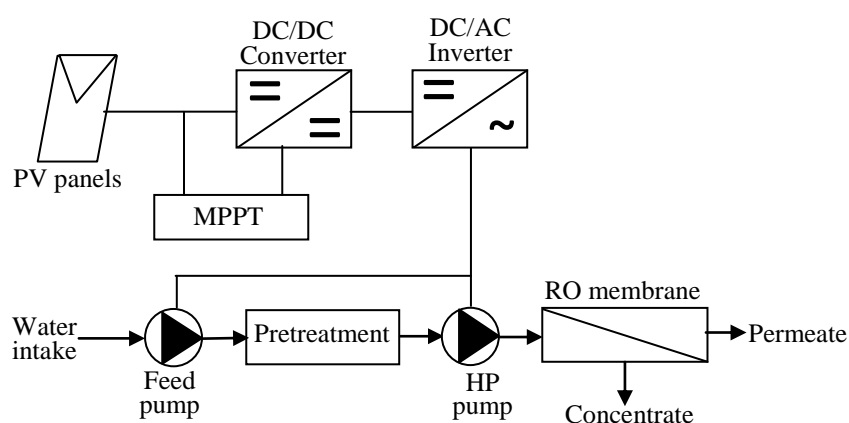 DC/DC
Converter
DC/AC
Inverter
PV panels
MPPT
RO membrane
Water
intake
Pretreatment
Permeate
Feed
pump
HP
pump
Concentrate